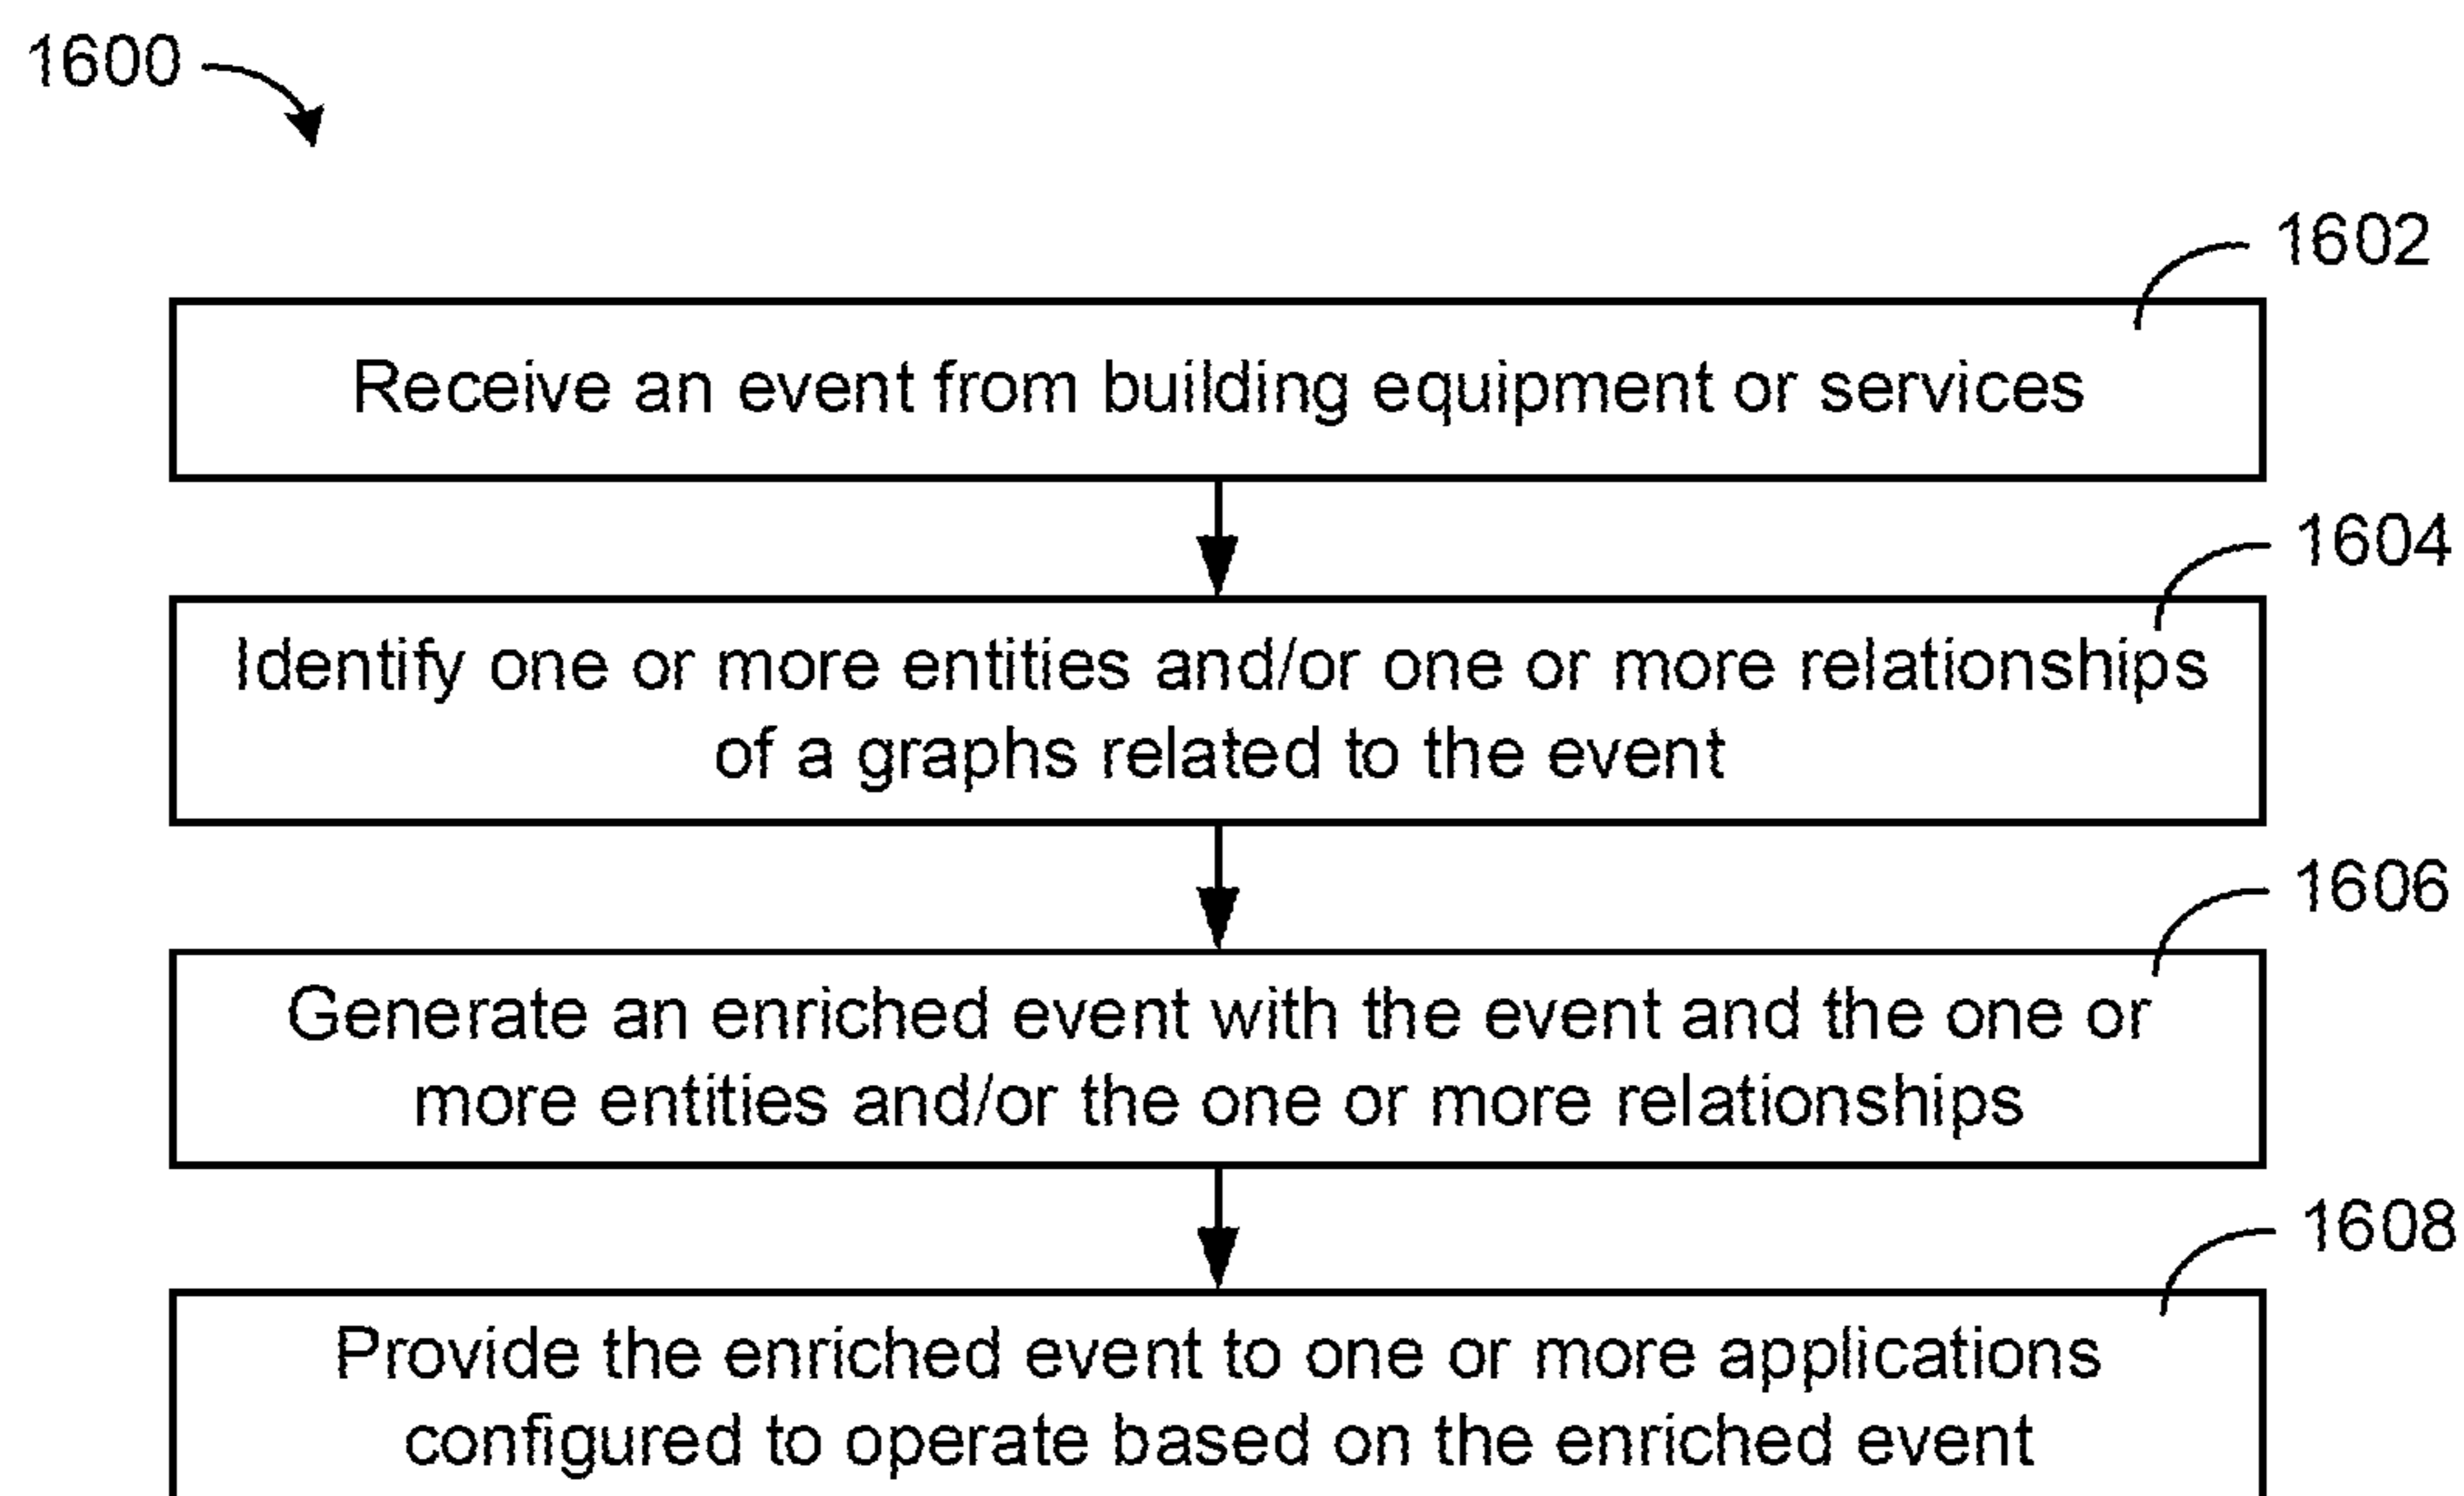 1600
1602
Receive an event from building equipment or services
1604
Identify one or more entities and/or one or more relationships
of a graphs related to the event
1606
Generate an enriched event with the event and the one or
more entities and/or the one or more relationships
1608
Provide the enriched event to one or more applications
configured to operate based on the enriched event